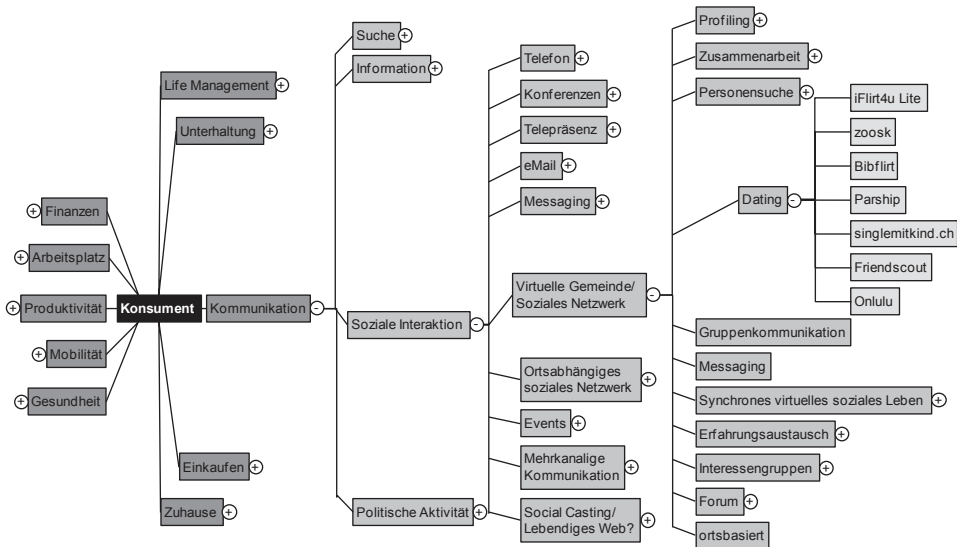 Life Management
Unterhaltung
Finanzen
Arbeitsplatz
Produktivität
Mobilität
Gesundheit
Konsument
Kommunikation
Einkaufen
Zuhause
Suche
Information
Soziale Interaktion
Politische Aktivität
Telefon
Konferenzen
Telepräsenz
eMail
Messaging
Virtuelle Gemeinde/
Soziales Netzwerk
Ortsabhängiges
soziales Netzwerk
Events
Mehrkanalige
Kommunikation
Social Casting/
Lebendiges Web?
Profiling
Zusammenarbeit
Personensuche
Dating
iFlirt4u Lite
zoosk
Bibflirt
Parship
singlemitkind.ch
Friendscout
Onlulu
Gruppenkommunikation
Messaging
Synchrones virtuelles soziales Leben
Erfahrungsaustausch
Interessengruppen
Forum
ortsbasiert